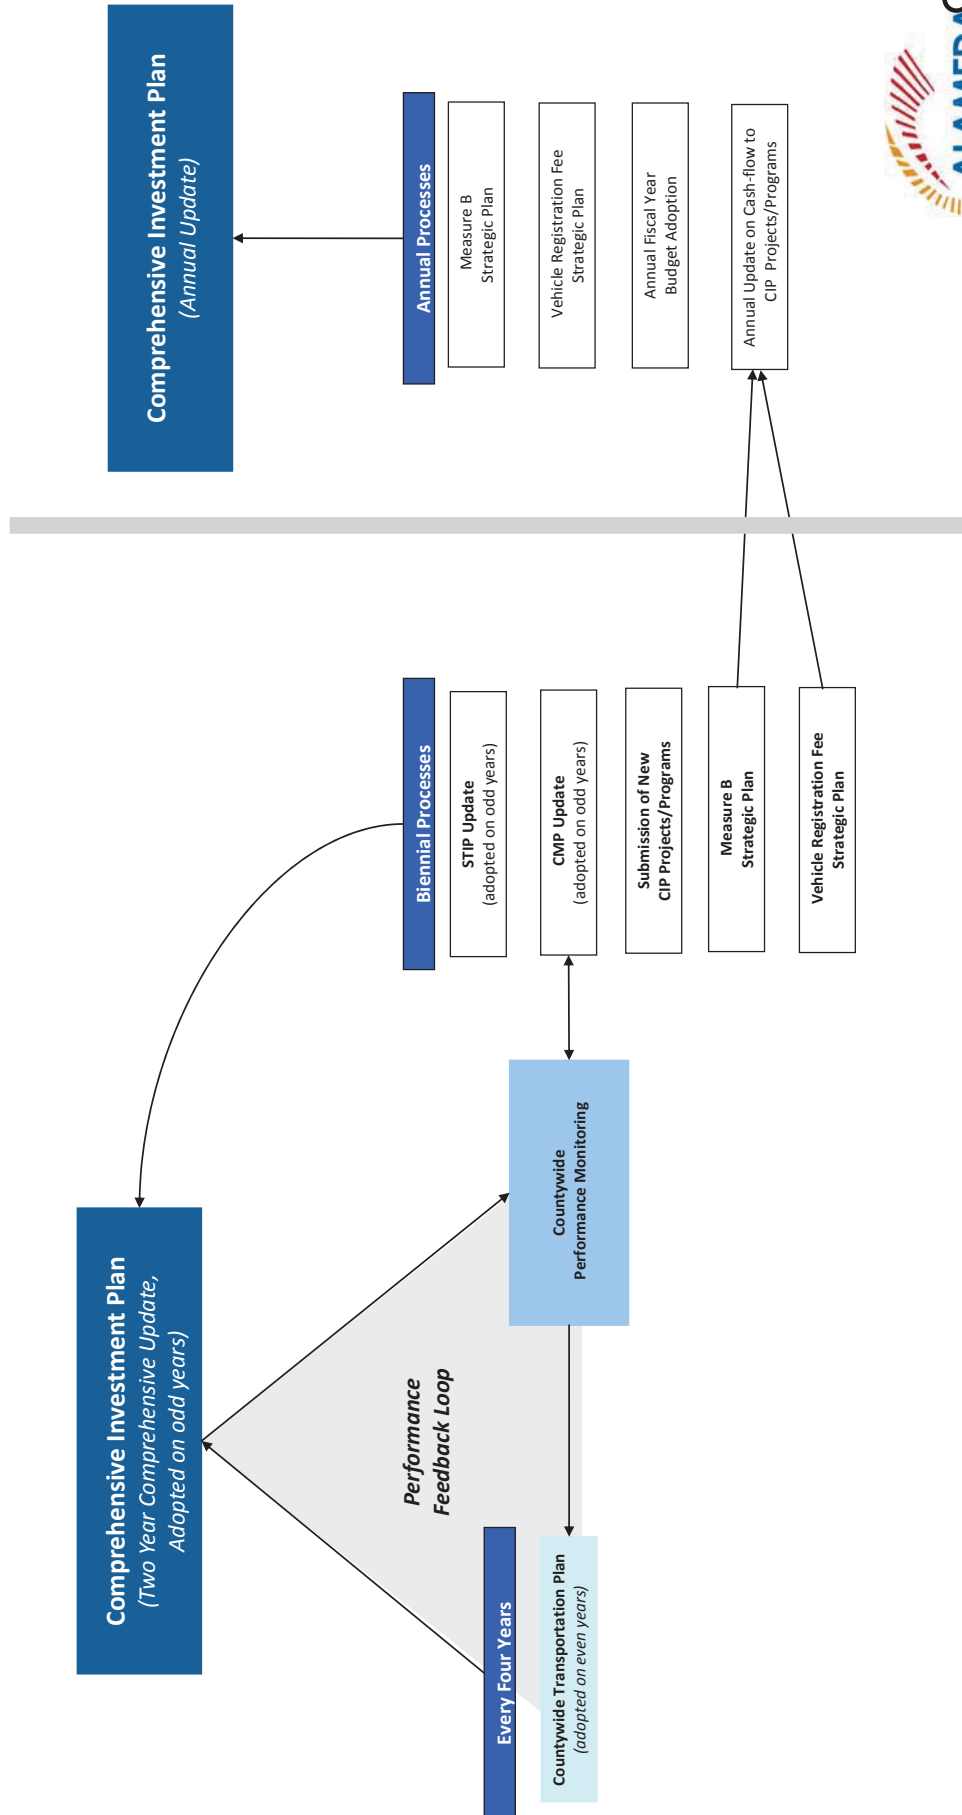 Comprehensive Investment Plan
(Two Year Comprehensive Update,
Adopted on odd years)
Performance
Feedback Loop
Every Four Years
Countywide Transportation Plan
(adopted on even years)
Countywide
Performance Monitoring
Biennial Processes
STIP Update
(adopted on odd years)
CMP Update
(adopted on odd years)
Submission of New
CIP Projects/Programs
Measure B
Strategic Plan
Vehicle Registration Fee
Strategic Plan
Comprehensive Investment Plan
(Annual Update)
Annual Processes
Measure B
Strategic Plan
Vehicle Registration Fee
Strategic Plan
Annual Fiscal Year
Budget Adoption
Annual Update on Cash-flow to
CIP Projects/Programs
ALAMEDA